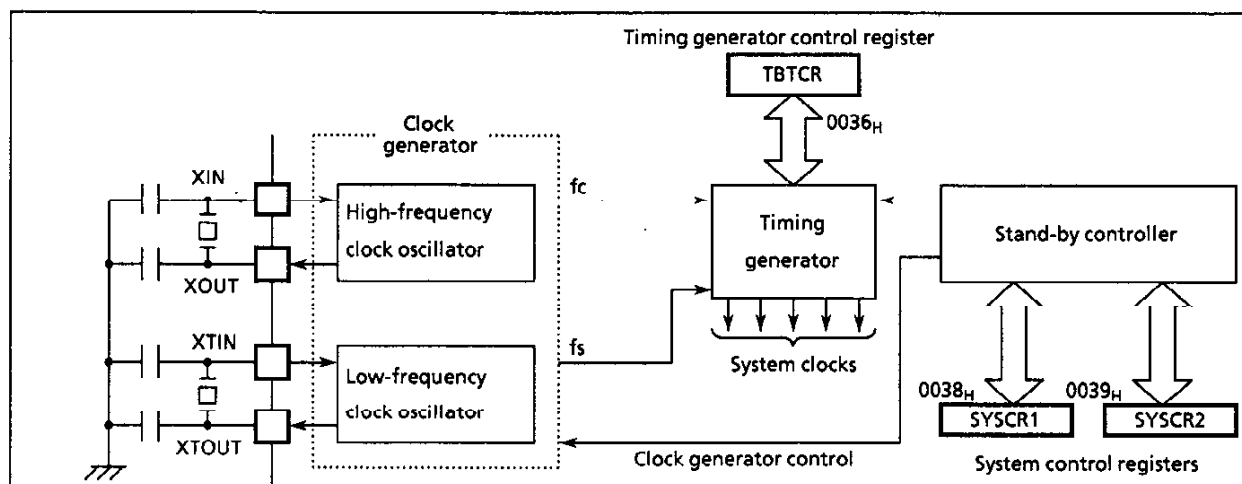 Timing generator control register
TBTCR
0036H
Clock
generator
XIN
XOUT
High-frequency
clock oscillator
fc
Timing
generator
Stand-by controller
XTIN
XTOUT
Low-frequency
clock oscillator
fs
System clocks
0038H
SYSCR1
0039H
SYSCR2
Clock generator control
System control registers